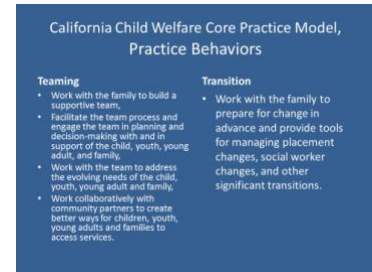 California Child Welfare Core Practice Model,
Practice Behaviors
Teaming
• Work with the family to build a
supportive team,
• Facilitate the team process and
engage the team in planning and
decision-making with and in
support of the child, youth, young
adult, and family,
• Work with the team to address
the evolving needs of the child,
youth, young adult and family,
• Work collaboratively with
community partners to create
better ways for children, youth,
young adults and families to
access services.
Transition
• Work with the family to
prepare for change in
advance and provide tools
for managing placement
changes, social worker
changes, and other
significant transitions.